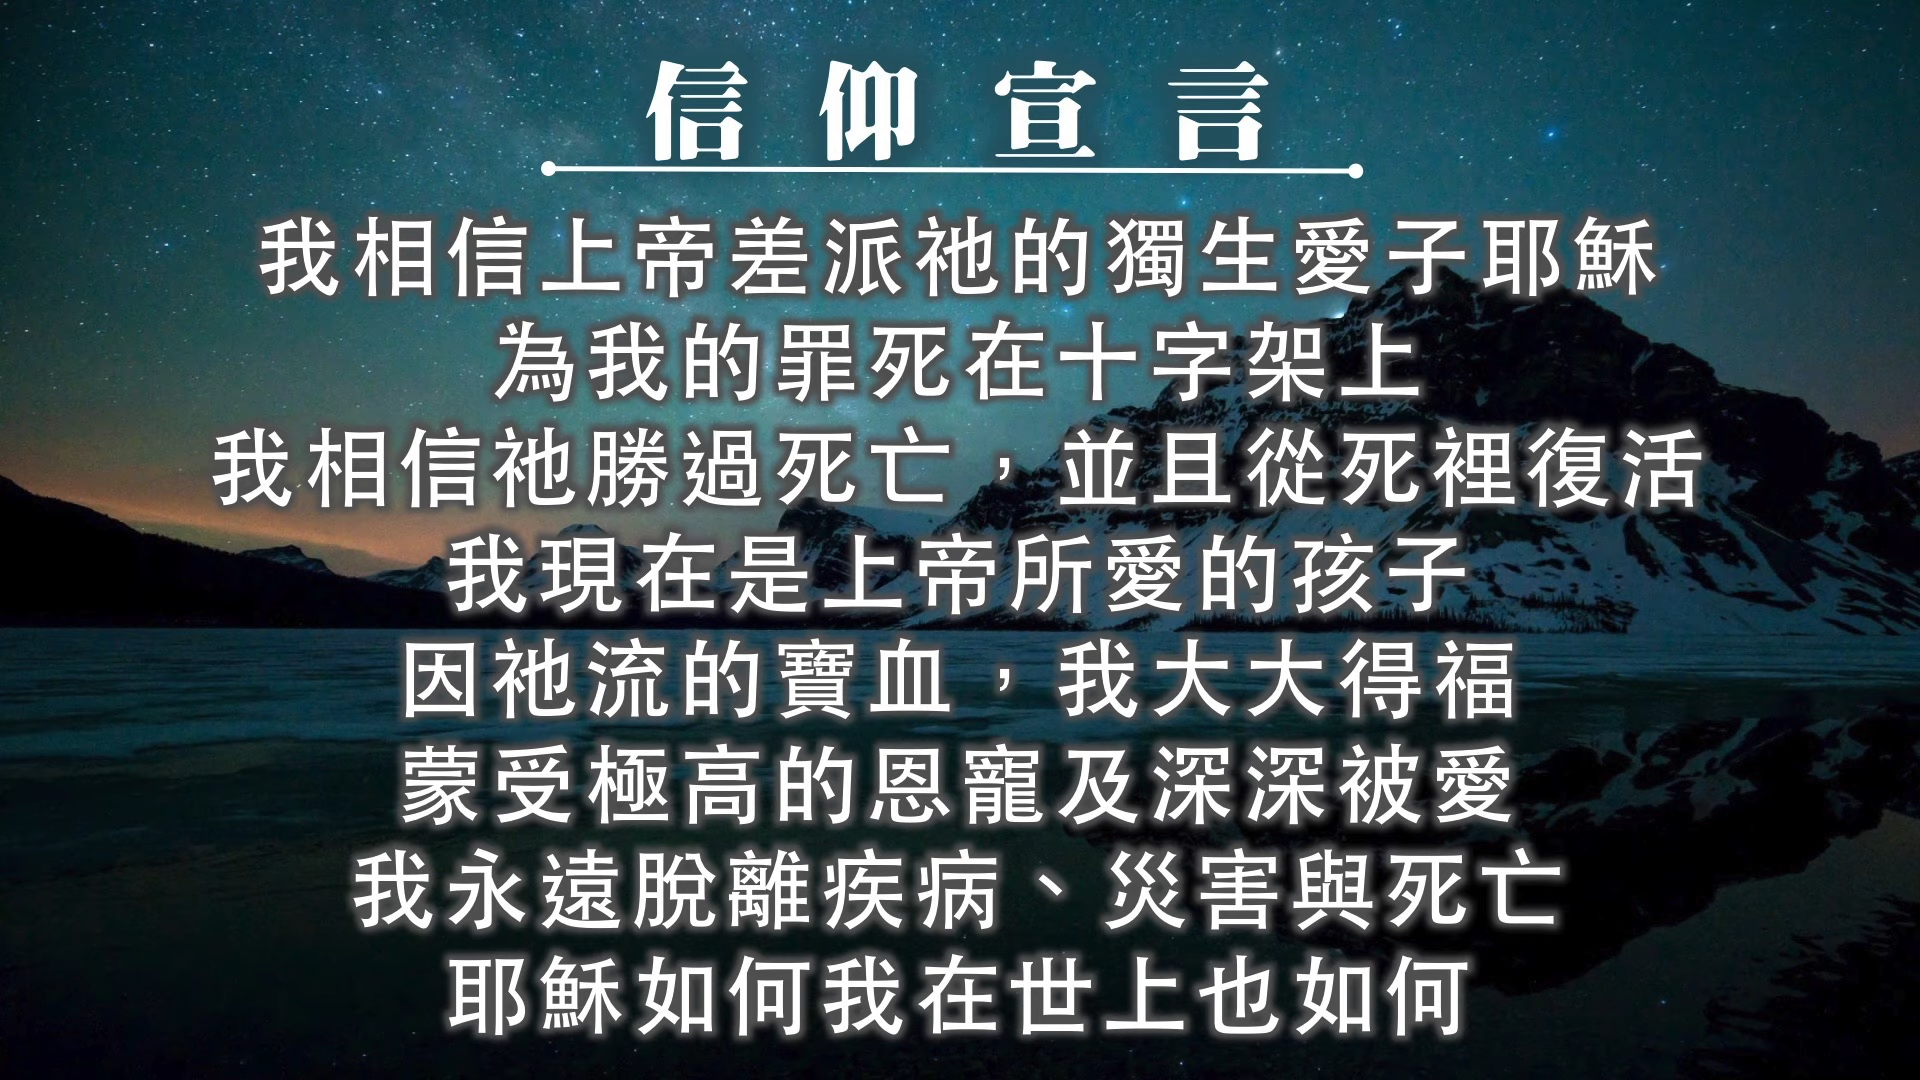 信仰宣言
我相信上帝差派祂的獨生愛子耶穌
為我的罪死在十字架上
我相信祂勝過死亡，並且從死裡復活
我現在是上帝所愛的孩子
因祂流的寶血，我大大得福
蒙受極高的恩寵及深深被愛
我永遠脫離疾病、災害與死亡
耶穌如何我在世上也如何